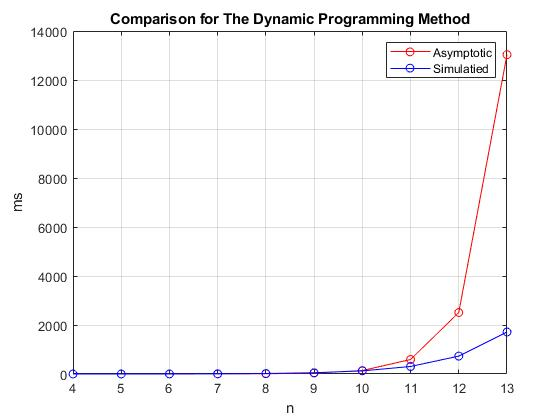 Comparison for The Dynamic Programming Method
14000
12000
10000
8000
6000
4000
2000
0
ms
Asymptotic
Simulatied
4 5 6 7 8 9 10 11 12 13
n